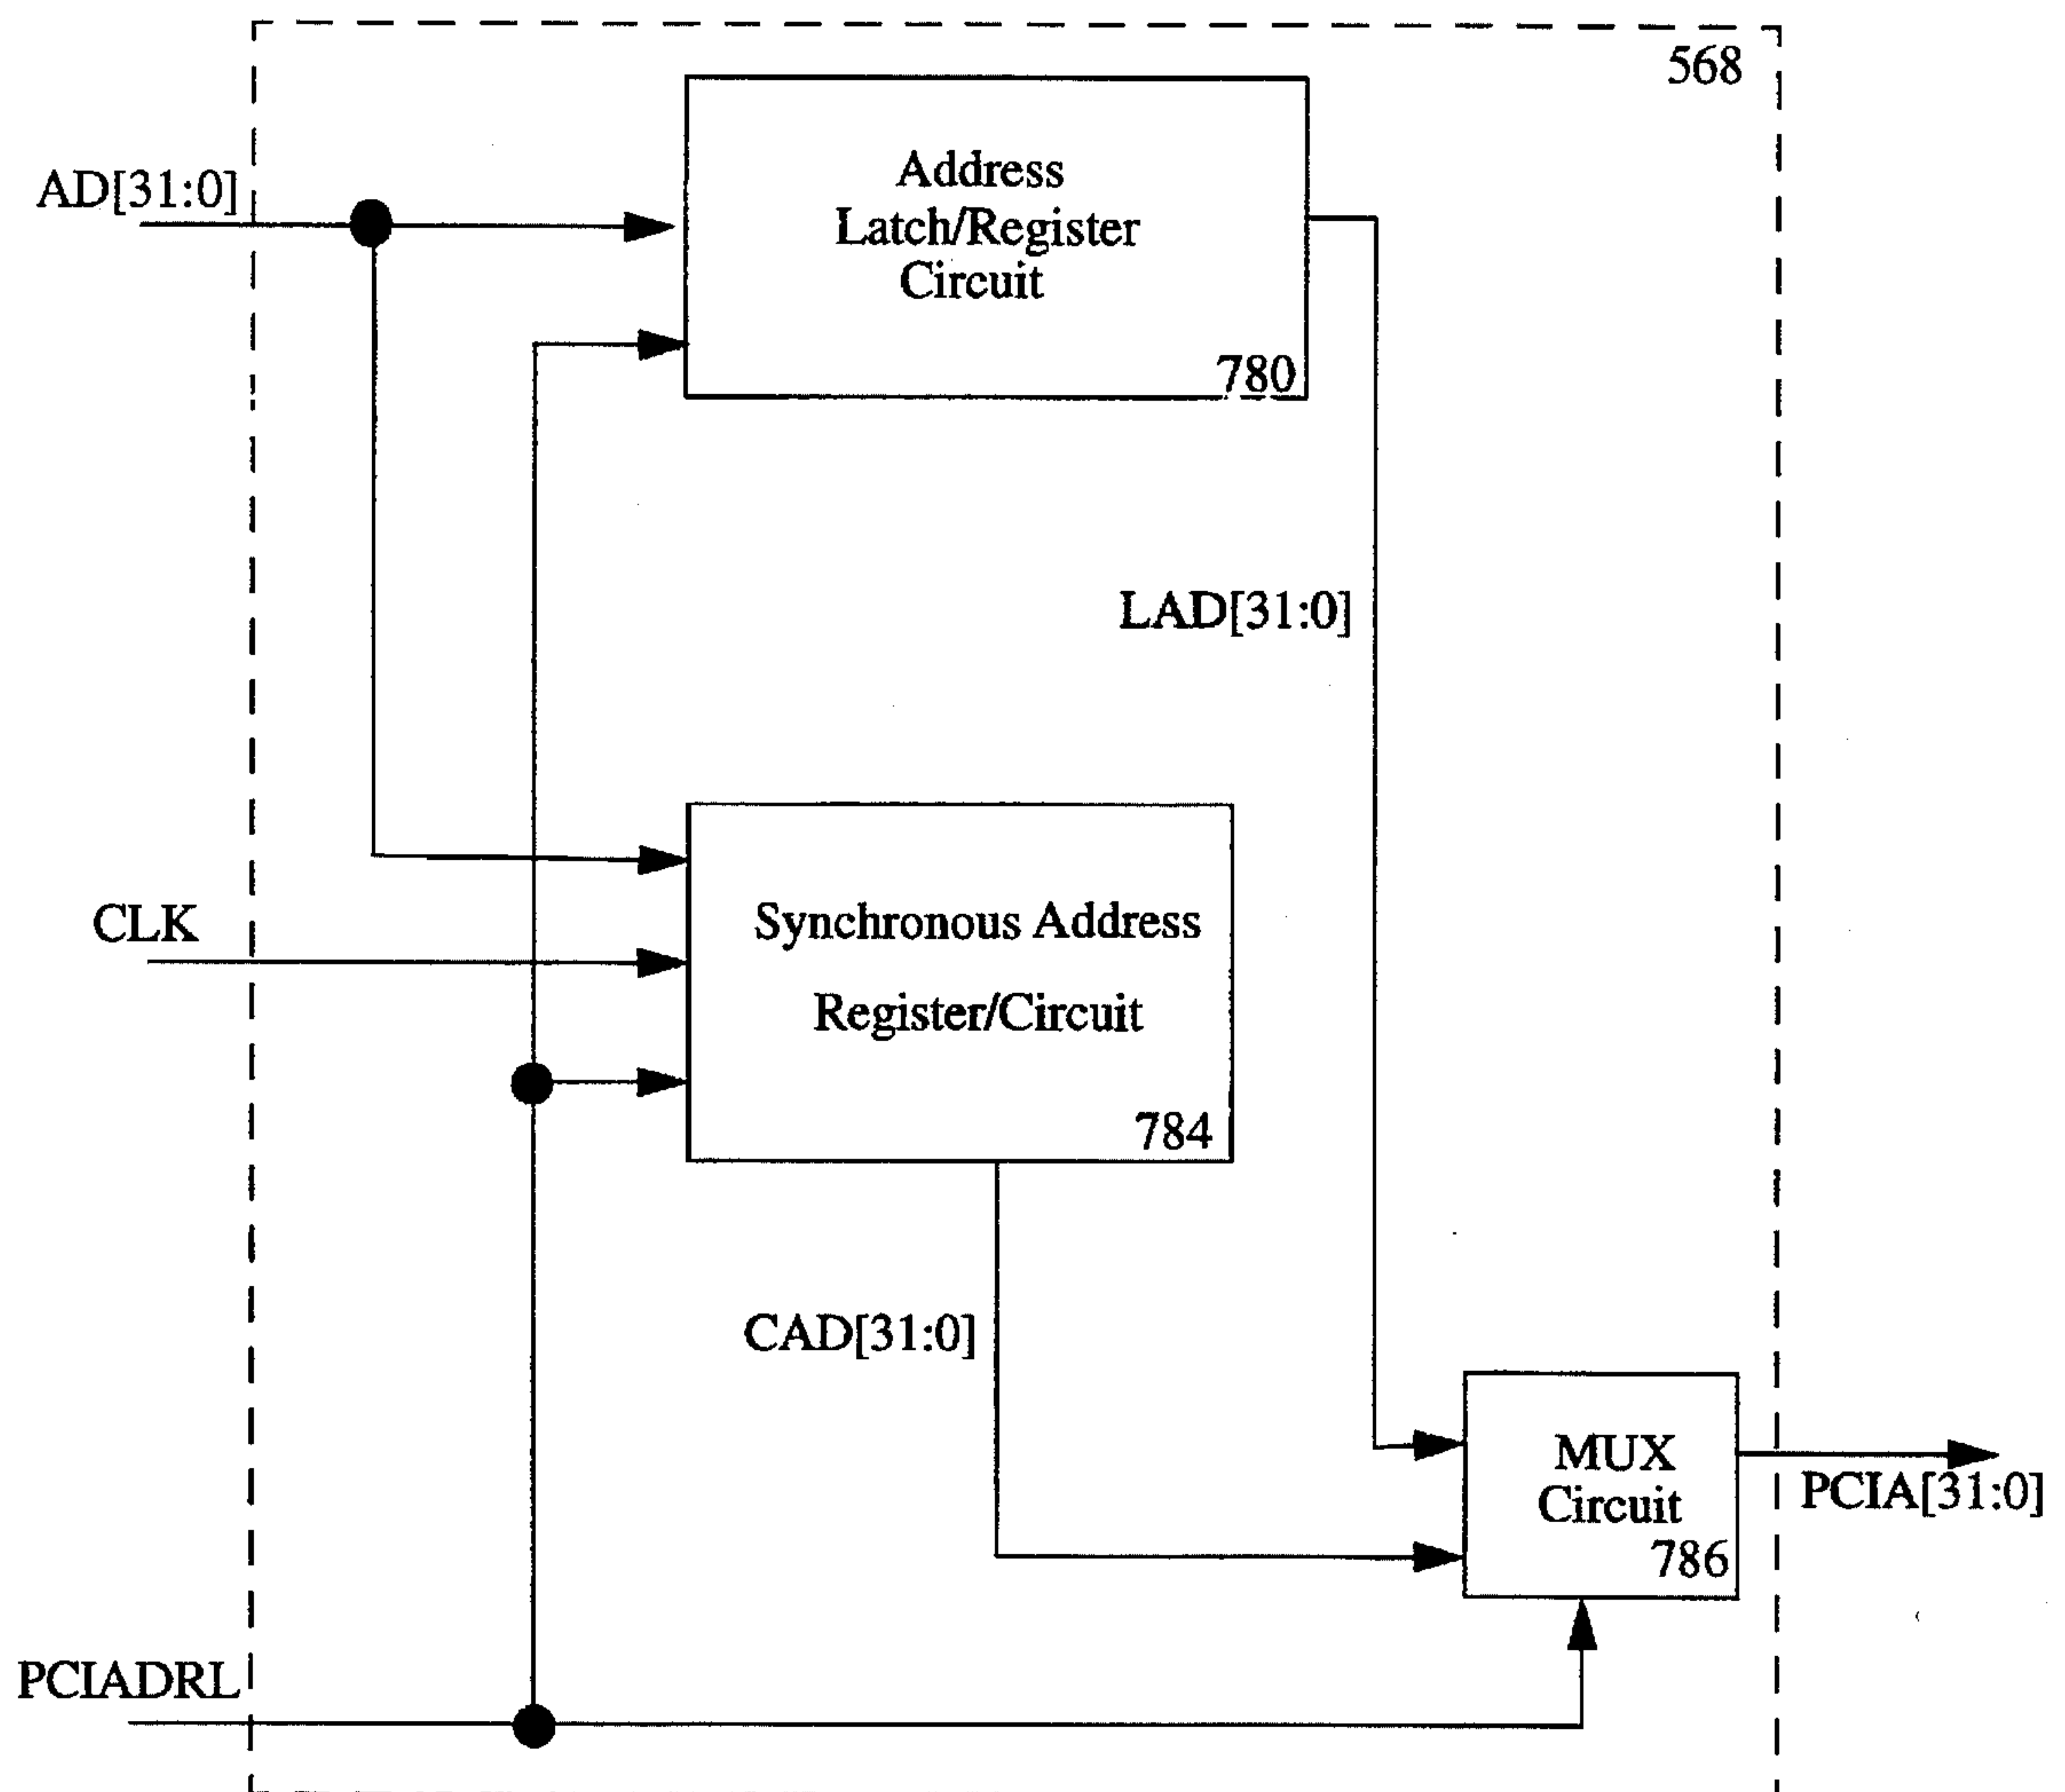 568
AD[31:0]
Address
Latch/Register
Circuit
780
LAD[31:0]
CLK
Synchronous Address
Register/Circuit
784
CAD[31:0]
MUX
Circuit
786
PCIA[31:0]
PCIADRL